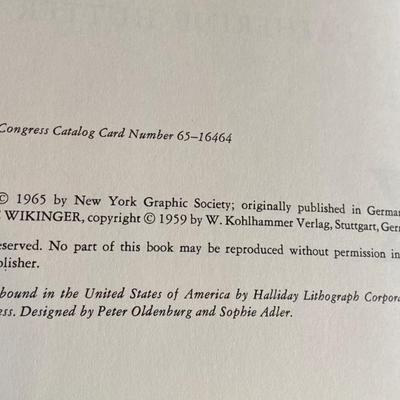 Congress Catalog Card Number 65–16464
© 1965 by New York Graphic Society; originally published in German
WIKINGER, copyright © 1959 by W. Kohlhammer Verlag, Stuttgart, Ger
eserved. No part of this book may be reproduced without permission in
blisher.
bound in the United States of America by Halliday Lithograph Corpora
ess. Designed by Peter Oldenburg and Sophie Adler.